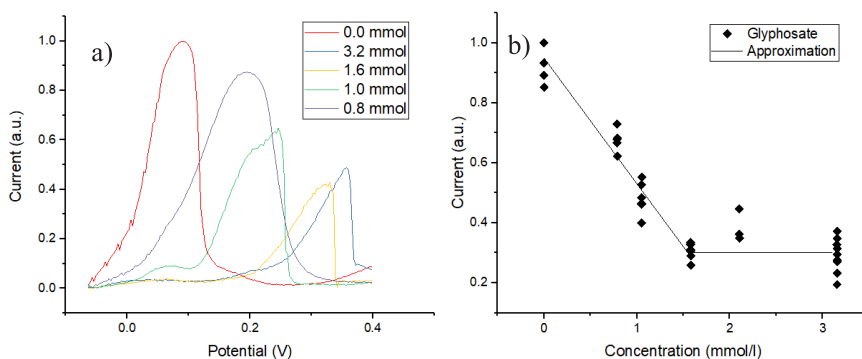 a)
0.0 mmol
3.2 mmol
1.6 mmol
1.0 mmol
0.8 mmol
1.0
0.8
0.6
0.4
0.2
0.0
Current (a.u.)
0.0 0.2 0.4
Potential (V)
b)
Glyphosate
Approximation
1.0
0.8
0.6
0.4
0.2
Current (a.u.)
0 1 2 3
Concentration (mmol/l)